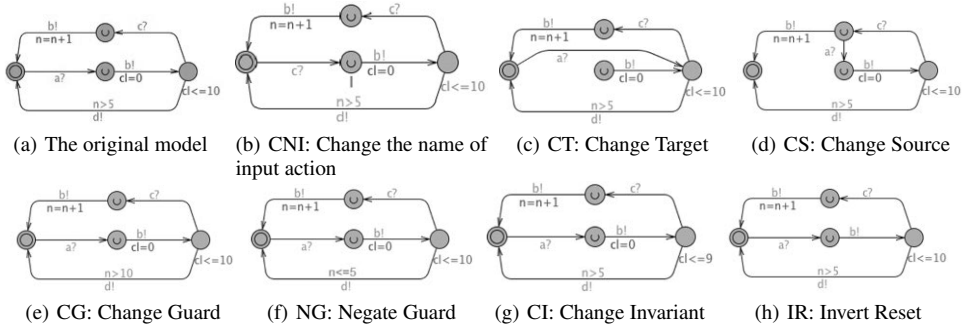 b!
c?
n=n+1
a?
b!
cl=0
cl<=10
n>5
d!
(a) The original model
b!
c?
n=n+1
c?
b!
cl=0
cl<=10
n>5
d!
(b) CNI: Change the name of
input action
b!
c?
n=n+1
a?
b!
cl=0
cl<=10
n>5
d!
(c) CT: Change Target
b!
c?
n=n+1
a?
b!
cl=0
cl<=10
n>5
d!
(d) CS: Change Source
b!
c?
n=n+1
a?
b!
cl=0
cl<=10
n>10
d!
(e) CG: Change Guard
b!
c?
n=n+1
a?
b!
cl=0
cl<=10
n<=5
d!
(f) NG: Negate Guard
b!
c?
n=n+1
a?
b!
cl=0
cl<=9
n>5
d!
(g) CI: Change Invariant
b!
c?
n=n+1
a?
b!
cl<=10
n>5
d!
(h) IR: Invert Reset